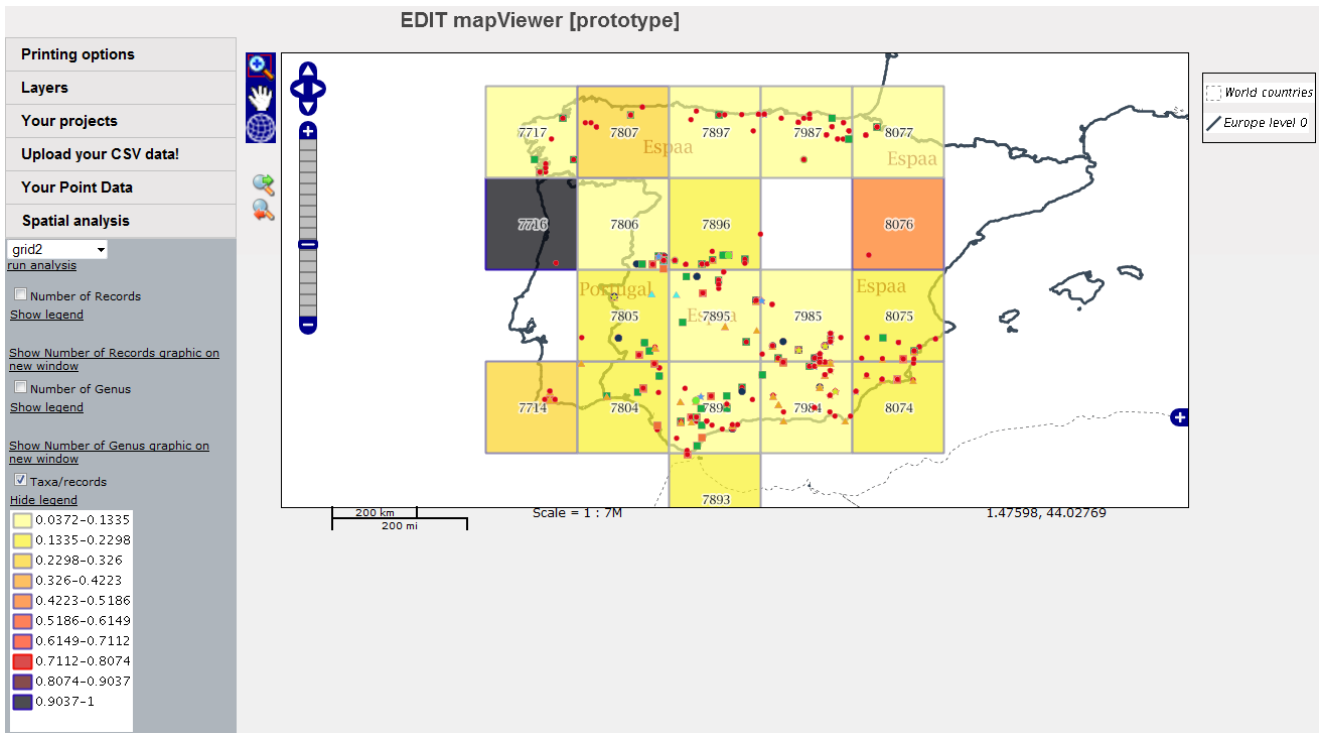 EDIT mapViewer [prototype]
Printing options
Layers
Your projects
Upload your CSV data!
Your Point Data
Spatial analysis
grid2
run analysis
Number of Records
Show legend
Show Number of Records graphic on
new window
Number of Genus
Show legend
Show Number of Genus graphic on
new window
Taxa/records
Hide legend
0.0372-0.1335
0.1335-0.2298
0.2298-0.326
0.326-0.4223
0.4223-0.5186
0.5186-0.6149
0.6149-0.7112
0.7112-0.8074
0.8074-0.9037
0.9037-1
7717 7807 7897 7987 8077
Espaa
Espaa
7716 7806 7896 8076
Portugal
Espaa
7805 7895 7985 8075
Espaa
7714 7804 7894 7984 8074
7893
200 km
200 mi
Scale = 1 : 7M
1.47598, 44.02769
World countries
Europe level 0